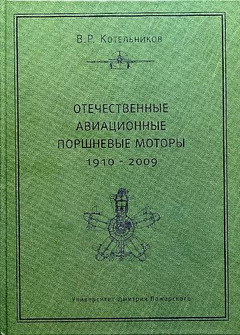 В.Р. Котельников
ОТЕЧЕСТВЕННЫЕ
АВИАЦИОННЫЕ
ПОРШНЕВЫЕ МОТОРЫ
1910 - 2009
Университет Дмитрия Пожарского